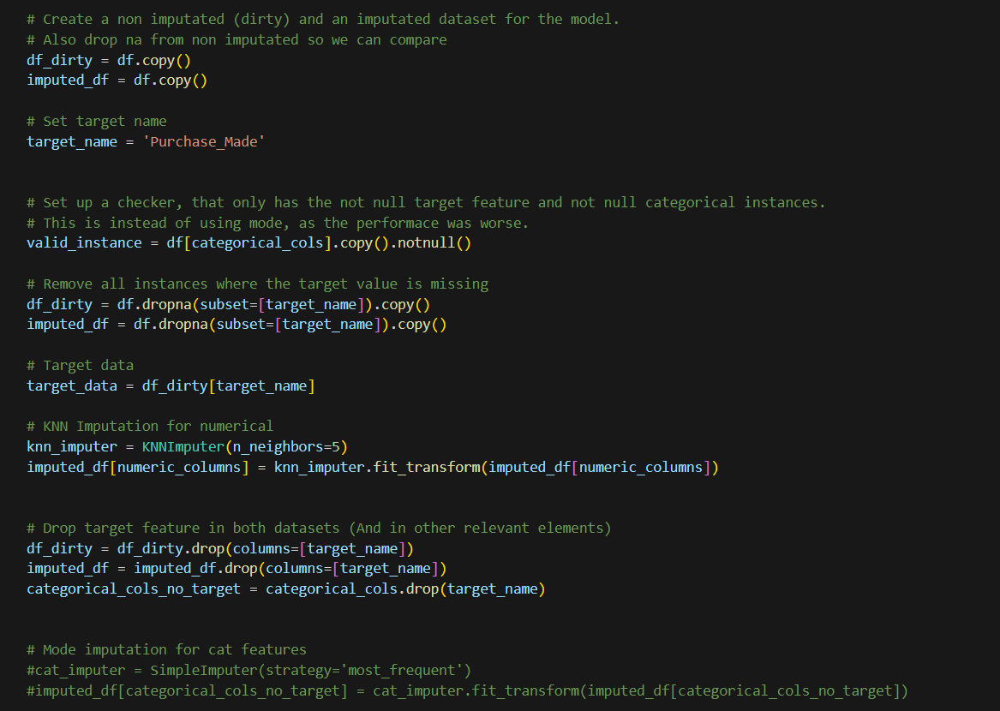 # Create a non imputated (dirty) and an imputated dataset for the model.
# Also drop na from non imputated so we can compare
df_dirty = df.copy()
imputed_df = df.copy()
# Set target name
target_name = 'Purchase_Made'
# Set up a checker, that only has the not null target feature and not null categorical instances.
# This is instead of using mode, as the performace was worse.
valid_instance = df[categorical_cols].copy().notnull()
# Remove all instances where the target value is missing
df_dirty = df.dropna(subset=[target_name]).copy()
imputed_df = df.dropna(subset=[target_name]).copy()
# Target data
target_data = df_dirty[target_name]
# KNN Imputation for numerical
knn_imputer = KNNImputer(n_neighbors=5)
imputed_df[numeric_columns] = knn_imputer.fit_transform(imputed_df[numeric_columns])
# Drop target feature in both datasets (And in other relevant elements)
df_dirty = df_dirty.drop(columns=[target_name])
imputed_df = imputed_df.drop(columns=[target_name])
categorical_cols_no_target = categorical_cols.drop(target_name)
# Mode imputation for cat features
#cat_imputer = SimpleImputer(strategy='most_frequent')
#imputed_df[categorical_cols_no_target] = cat_imputer.fit_transform(imputed_df[categorical_cols_no_target])